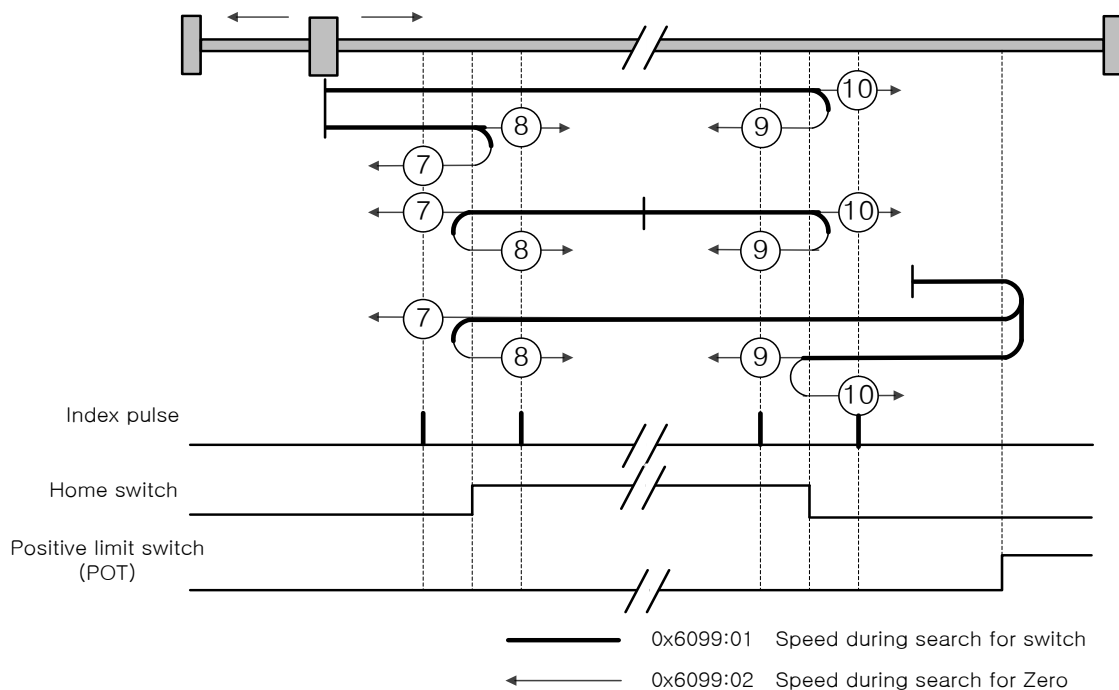 10
8
9
7
7
10
8
9
7
8
9
10
Index pulse
Home switch
Positive limit switch
(POT)
0x6099:01 Speed during search for switch
0x6099:02 Speed during search for Zero